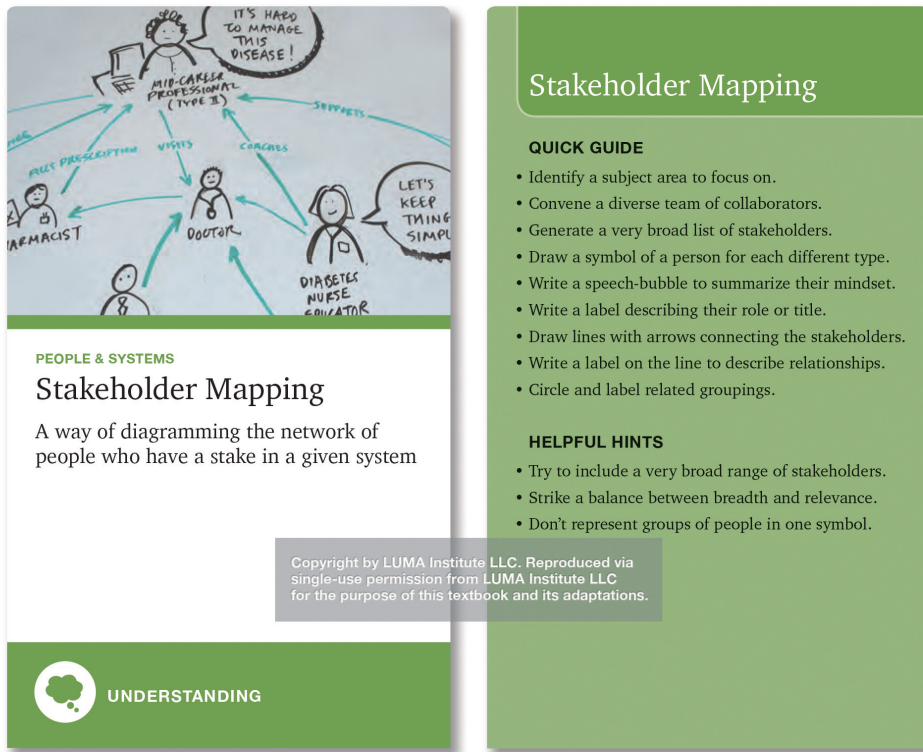 IT'S HARD
TO MANAGE
THIS
DISEASE!
MID-CAREER
PROFESSIONAL
(TYPE II)
SUPPORTS
FILLS PRESCRIPTION
VISITS
COACHES
LET'S
KEEP
THING
SIMPL
ARMACIST
DOCTOR
DIABETES
NURSE
EDUCATOR
PEOPLE & SYSTEMS
Stakeholder Mapping
A way of diagramming the network of
people who have a stake in a given system
UNDERSTANDING
Stakeholder Mapping
QUICK GUIDE
• Identify a subject area to focus on.
• Convene a diverse team of collaborators.
• Generate a very broad list of stakeholders.
• Draw a symbol of a person for each different type.
• Write a speech-bubble to summarize their mindset.
• Write a label describing their role or title.
• Draw lines with arrows connecting the stakeholders.
• Write a label on the line to describe relationships.
• Circle and label related groupings.
HELPFUL HINTS
• Try to include a very broad range of stakeholders.
• Strike a balance between breadth and relevance.
• Don't represent groups of people in one symbol.
Copyright by LUMA Institute LLC. Reproduced via
single-use permission from LUMA Institute LLC
for the purpose of this textbook and its adaptations.